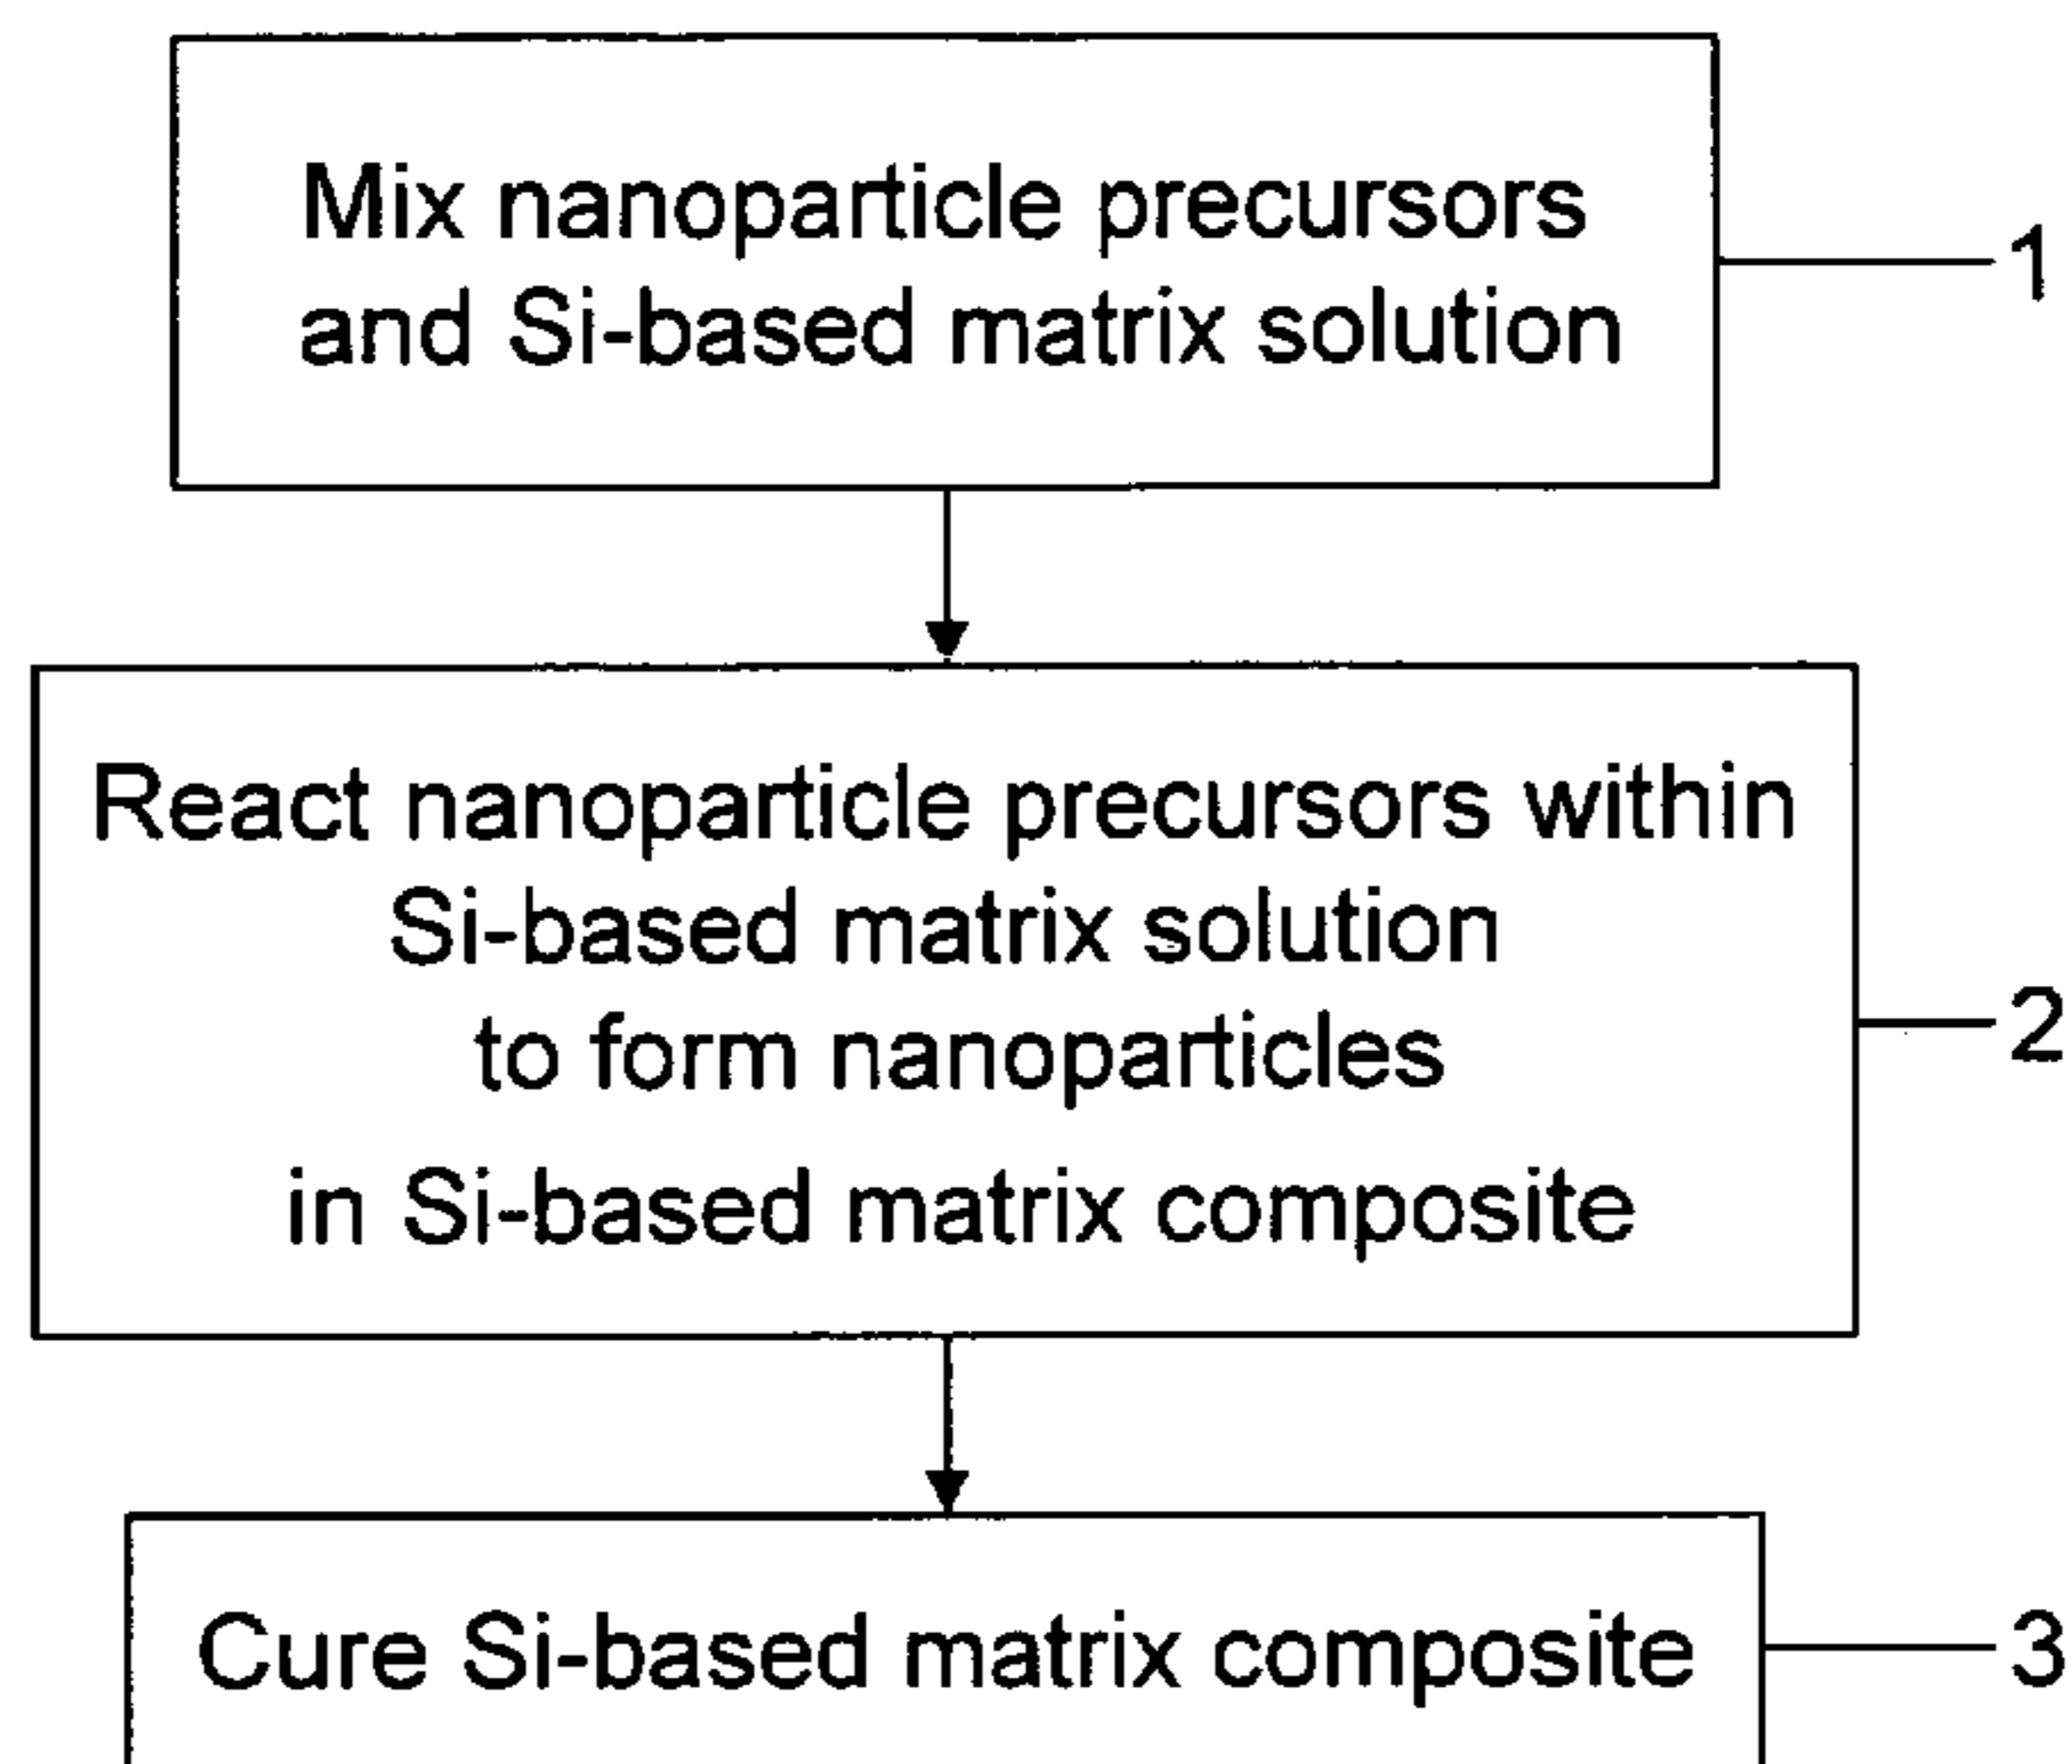 Mix nanoparticle precursors
and Si-based matrix solution
1
React nanoparticle precursors within
Si-based matrix solution
to form nanoparticles
in Si-based matrix composite
2
Cure Si-based matrix composite
3